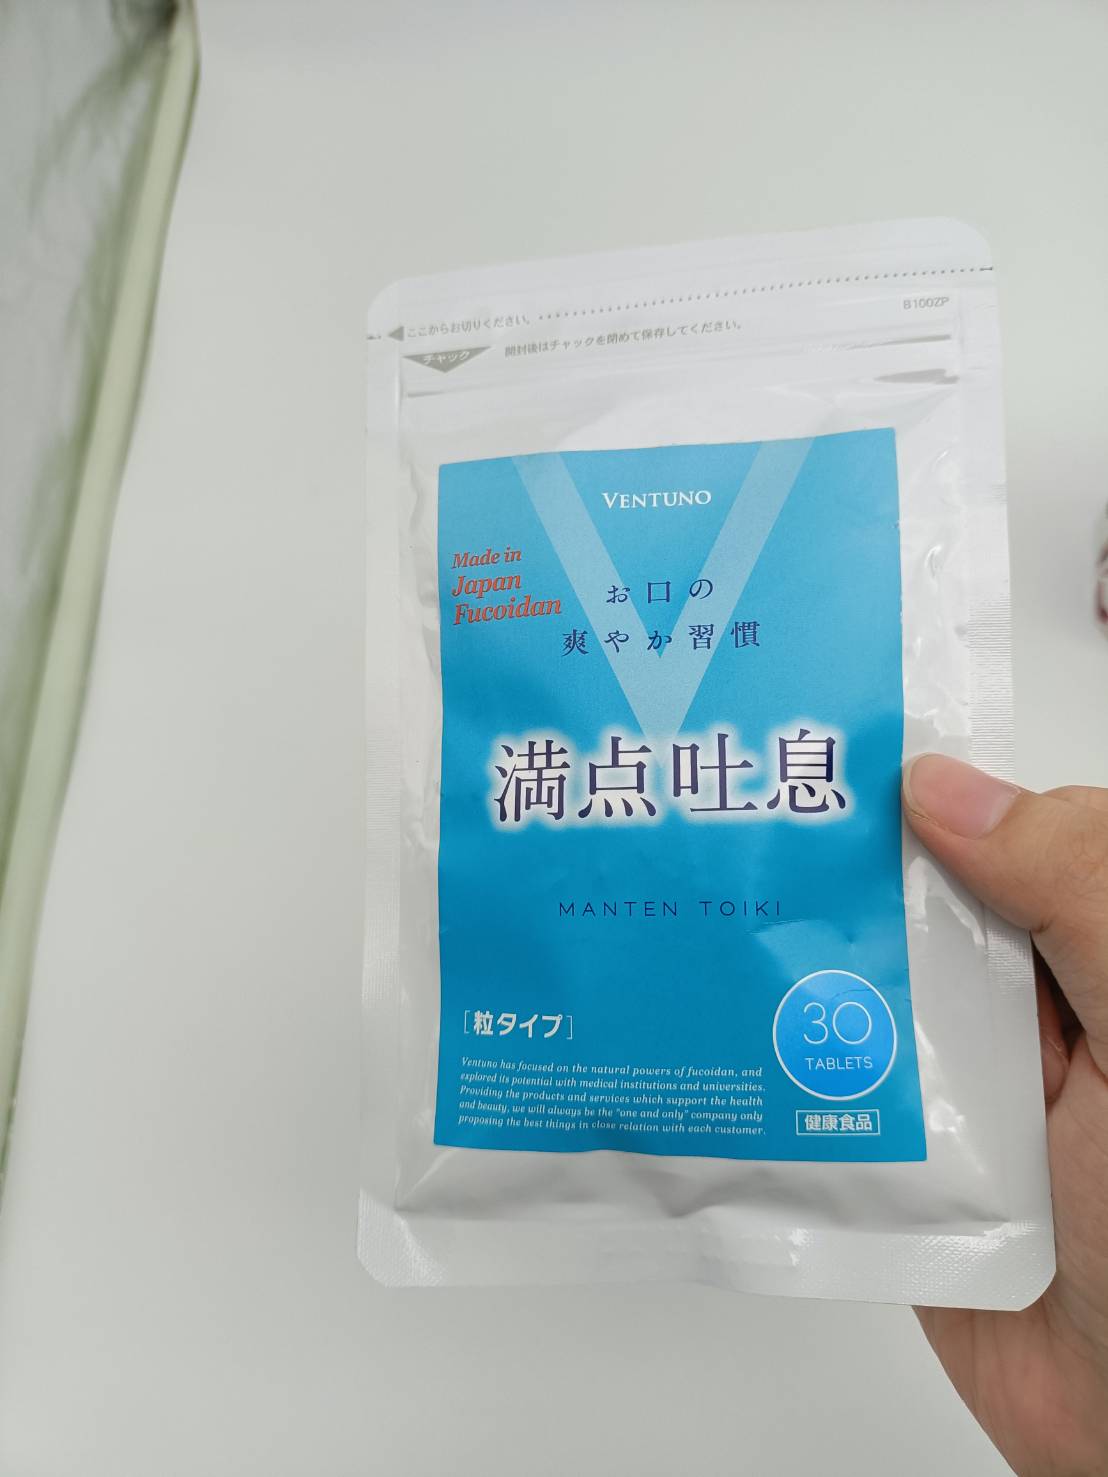 B100ZP
ここからお切りください。
チャック
開封後はチャックを閉めて保存してください。
VENTUNO
Made in
Japan
Fucoidan
お口の
爽やか習慣
満点吐息
MANTEN TOIKI
[粒タイプ]
30
TABLETS
Ventuno has focused on the natural powers of fucoidan, and
explored its potential with medical institutions and universities.
Providing the products and services which support the health
and beauty, we will always be the "one and only" company only
proposing the best things in close relation with each customer.
健康食品